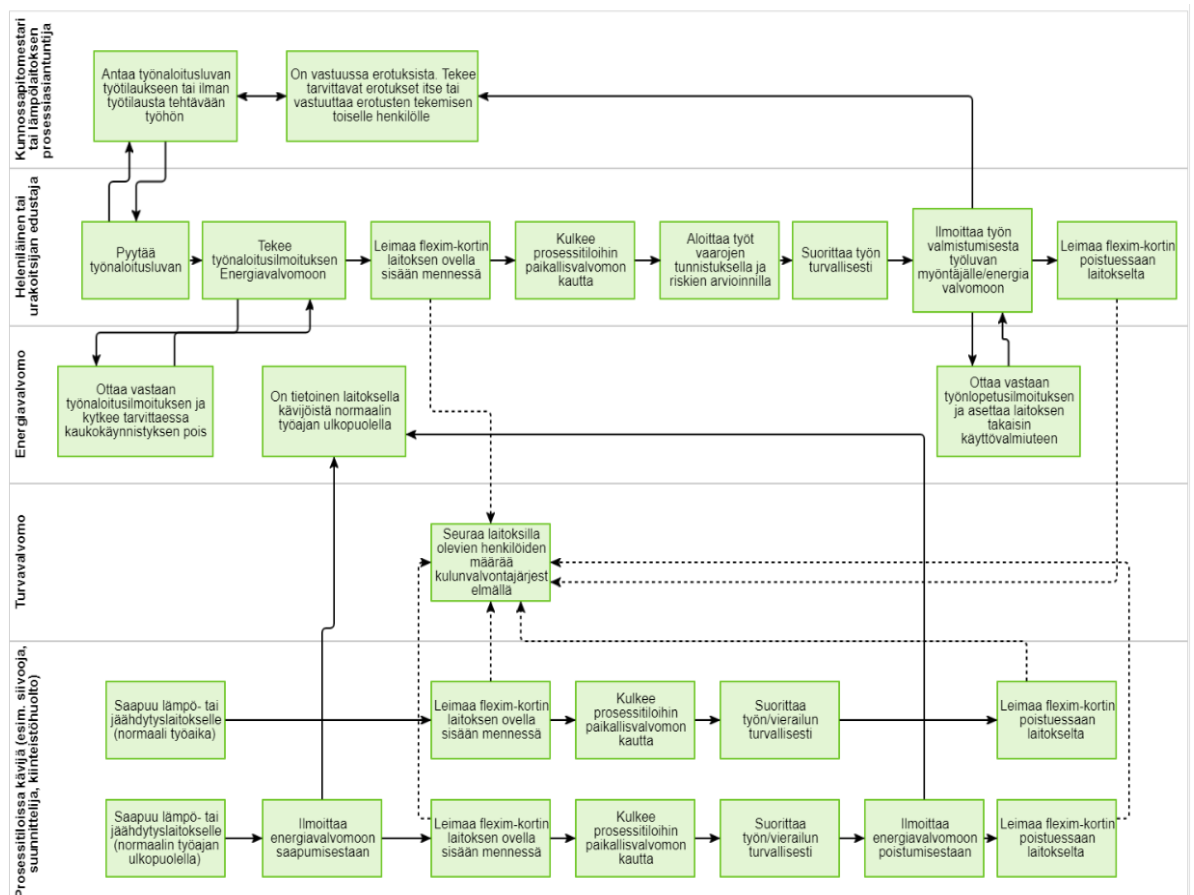 Kunnossapitomestari
tai lämpölaitoksen
prosessiasiantuntija
Antaa työnaloitusluvan
työtilaukseen tai ilman
työtilausta tehtävään
työhön
On vastuussa erotuksista. Tekee
tarvittavat erotukset itse tai
vastuuttaa erotusten tekemisen
toiselle henkilölle
Heleniläinen tai
urakoitsijan edustaja
Pyytää
työnaloitusluvan
Tekee
työnaloitusilmoituksen
Energiavalvomoon
Leimaa flexim-kortin
laitoksen ovella
sisään mennessä
Kulkee
prosessitiloihin
paikallisvalvomon
kautta
Aloittaa työt
vaarojen
tunnistuksella ja
riskien arvioinnilla
Suorittaa työn
turvallisesti
Ilmoittaa työn
valmistumisesta
työluvan
myöntäjälle/energia
valvomoon
Leimaa flexim-kortin
poistuessaan
laitokselta
Energiavalvomo
Ottaa vastaan
työnaloitusilmoituksen ja
kytkee tarvittaessa
kaukokäynnistyksen pois
On tietoinen laitoksella
kävijöistä normaalin
työajan ulkopuolella
Ottaa vastaan
työnlopetusilmoituksen
ja asettaa laitoksen
takaisin
käyttövalmiuteen
Turvavalvomo
Seuraa laitoksilla
olevien henkilöiden
määrää
kulunvalvontajärjest
elmällä
Prosessitiloissa kävijä (esim. siivooja,
suunnittelija, kiinteistöhuolto)
Saapuu lämpö- tai
jäähdytyslaitokselle
(normaali työaika)
Leimaa flexim-kortin
laitoksen ovella
sisään mennessä
Kulkee
prosessitiloihin
paikallisvalvomon
kautta
Suorittaa
työn/vierailun
turvallisesti
Leimaa flexim-kortin
poistuessaan
laitokselta
Saapuu lämpö- tai
jäähdytyslaitokselle
(normaalin työajan
ulkopuolella)
Ilmoittaa
energiavalvomoon
saapumisestaan
Leimaa flexim-kortin
laitoksen ovella
sisään mennessä
Kulkee
prosessitiloihin
paikallisvalvomon
kautta
Suorittaa
työn/vierailun
turvallisesti
Ilmoittaa
energiavalvomoon
poistumisestaan
Leimaa flexim-kortin
poistuessaan
laitokselta